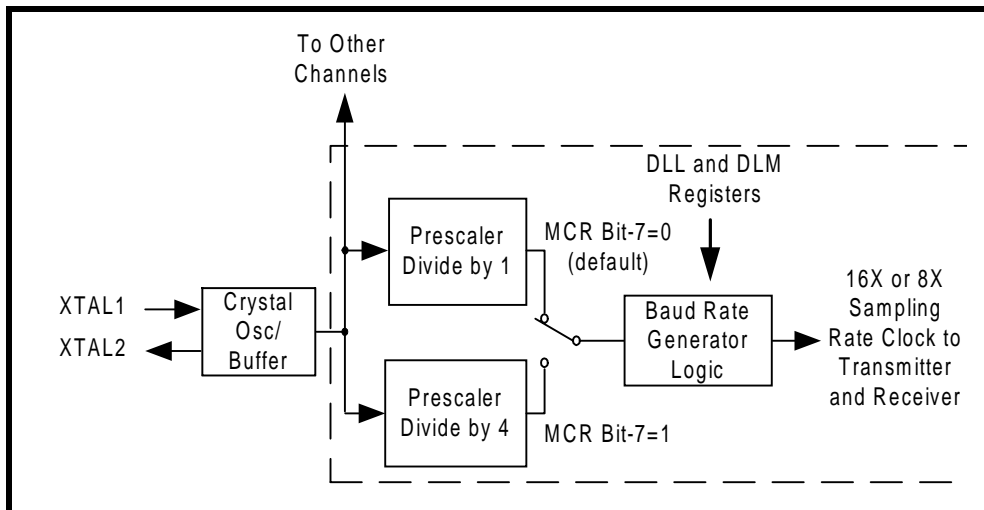 To Other
Channels
DLL and DLM
Registers
Prescaler
Divide by 1
MCR Bit-7=0
(default)
XTAL1
XTAL2
Crystal
Osc/
Buffer
Baud Rate
Generator
Logic
16X or 8X
Sampling
Rate Clock to
Transmitter
and Receiver
Prescaler
Divide by 4
MCR Bit-7=1